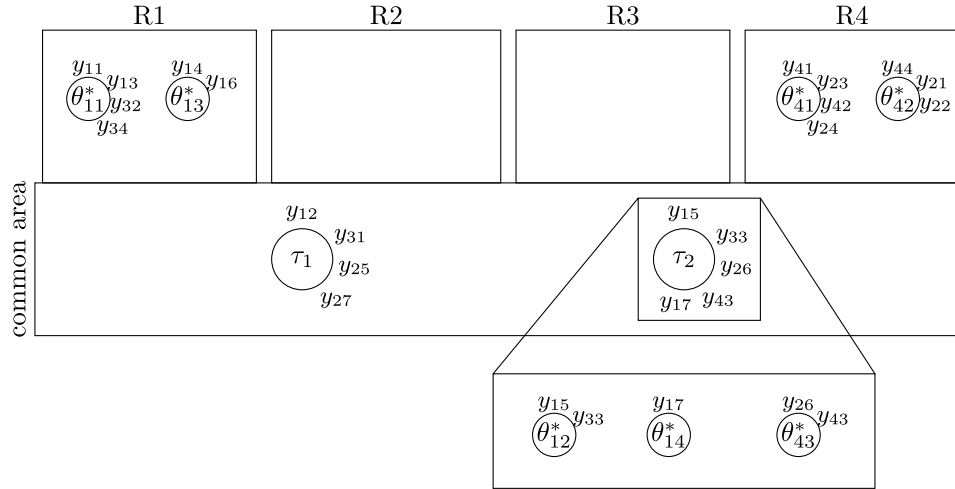 R1 R2 R3 R4
y₁₁ y₁₄ y₄₁ y₄₄
y₁₃ y₁₆ y₂₃ y₂₁
θ*₁₁ θ*₁₃ θ*₄₁ θ*₄₂
y₃₂ y₄₂ y₂₂
y₃₄ y₂₄
common area
y₁₂ y₁₅
y₃₁ y₃₃
τ₁ τ₂
y₂₅ y₂₆
y₂₇ y₁₇ y₄₃
y₁₅ y₁₇ y₂₆
y₃₃ y₄₃
θ*₁₂ θ*₁₄ θ*₄₃